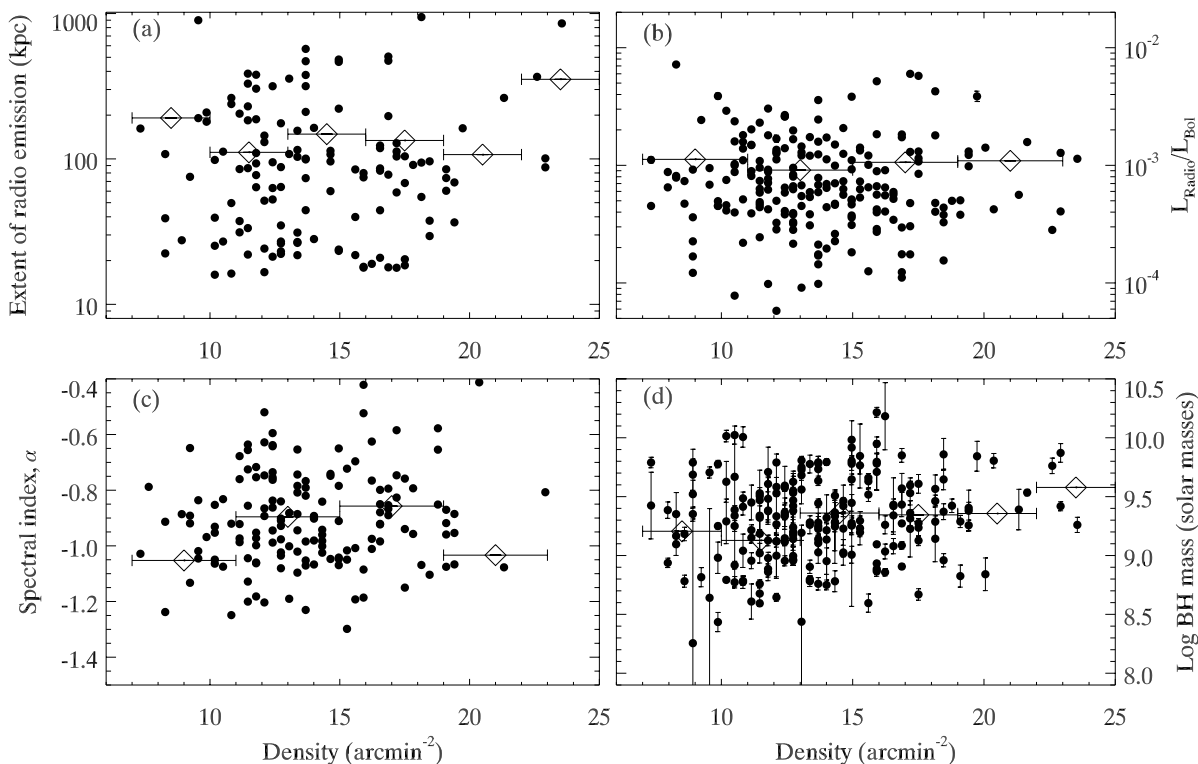 (a)
1000
100
10
Extent of radio emission (kpc)
10 15 20 25
(b)
10-2
10-3
10-4
LRadio/LBol
10 15 20 25
(c)
-0.4
-0.6
-0.8
-1.0
-1.2
-1.4
Spectral index, α
10 15 20 25
Density (arcmin-2)
(d)
10.5
10.0
9.5
9.0
8.5
8.0
Log BH mass (solar masses)
10 15 20 25
Density (arcmin-2)